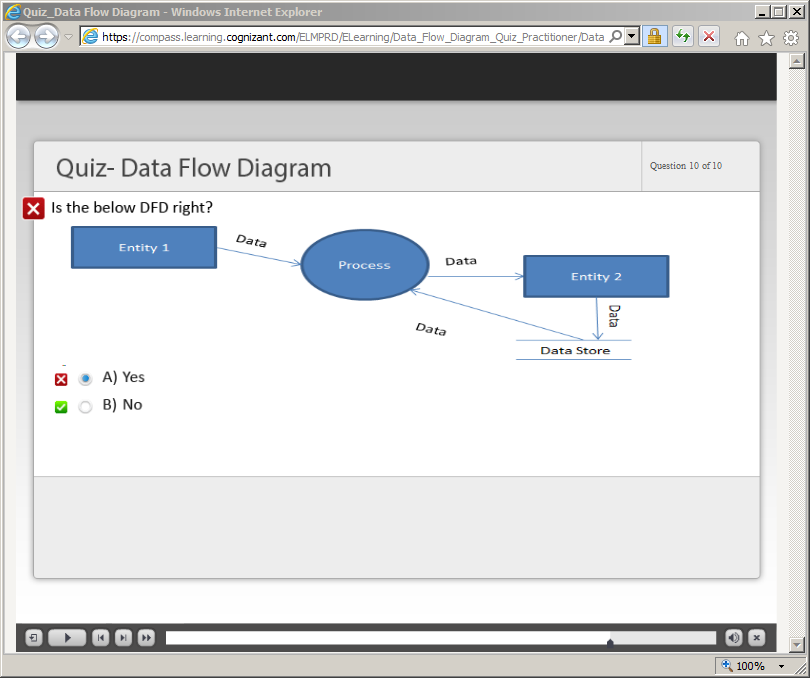 Quiz_Data Flow Diagram - Windows Internet Explorer
https://compass.learning.cognizant.com/ELMPRD/ELearning/Data_Flow_Diagram_Quiz_Practitioner/Data
Quiz- Data Flow Diagram
Question 10 of 10
Is the below DFD right?
Entity 1
Data
Process
Data
Entity 2
Data
Data
Data Store
A) Yes
B) No
100%